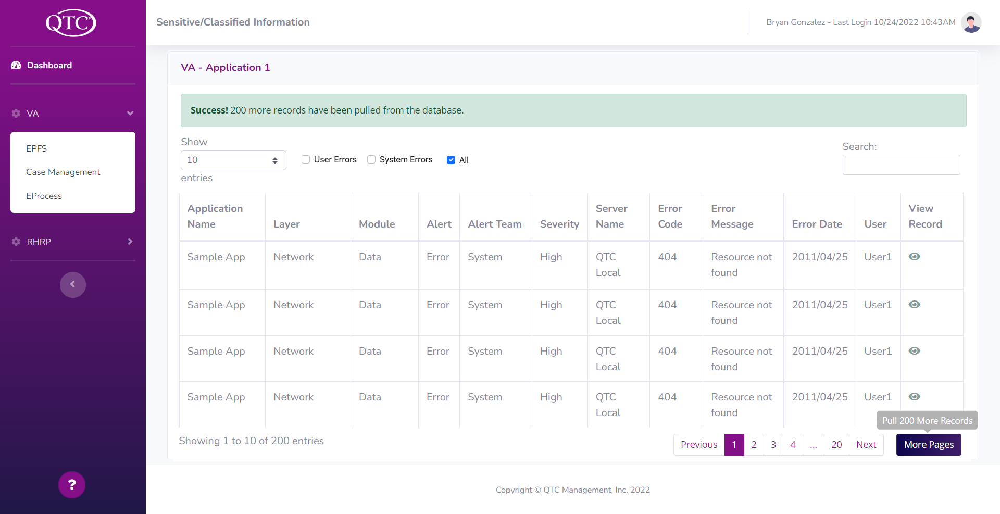 QTC®
Sensitive/Classified Information
Bryan Gonzalez - Last Login 10/24/2022 10:43AM
Dashboard
VA
EPFS
Case Management
EProcess
RHRP
?
VA - Application 1
Success! 200 more records have been pulled from the database.
Show
10
entries
User Errors
System Errors
All
Search:
Application Name Layer Module Alert Alert Team Severity Server Name Error Code Error Message Error Date User View Record
Sample App Network Data Error System High QTC Local 404 Resource not found 2011/04/25 User1
Sample App Network Data Error System High QTC Local 404 Resource not found 2011/04/25 User1
Sample App Network Data Error System High QTC Local 404 Resource not found 2011/04/25 User1
Sample App Network Data Error System High QTC Local 404 Resource not found 2011/04/25 User1
Pull 200 More Records
Showing 1 to 10 of 200 entries
Previous 1 2 3 4 ... 20 Next
More Pages
Copyright © QTC Management, Inc. 2022